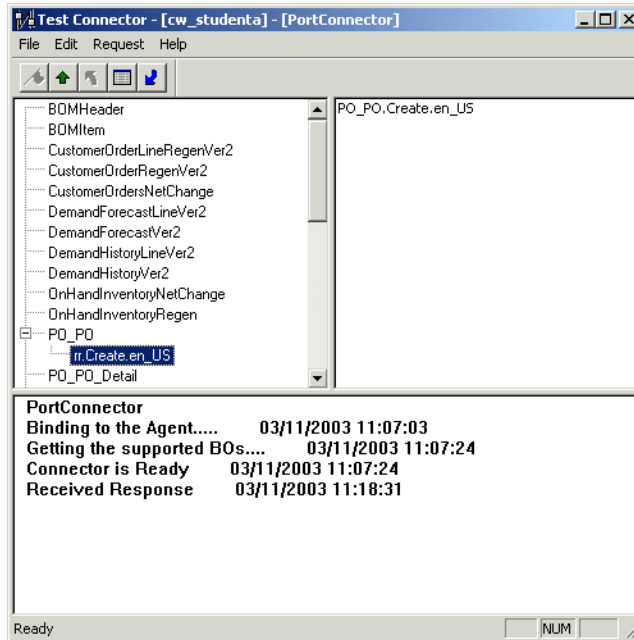 Test Connector - [cw_studenta] - [PortConnector]
File Edit Request Help
BOMHeader
BOMItem
CustomerOrderLineRegenVer2
CustomerOrderRegenVer2
CustomerOrdersNetChange
DemandForecastLineVer2
DemandForecastVer2
DemandHistoryLineVer2
DemandHistoryVer2
OnHandInventoryNetChange
OnHandInventoryRegen
PO_PO
rr.Create.en_US
PO_PO_Detail
PO_PO.Create.en_US
PortConnector
Binding to the Agent..... 03/11/2003 11:07:03
Getting the supported BOs.... 03/11/2003 11:07:24
Connector is Ready 03/11/2003 11:07:24
Received Response 03/11/2003 11:18:31
Ready NUM